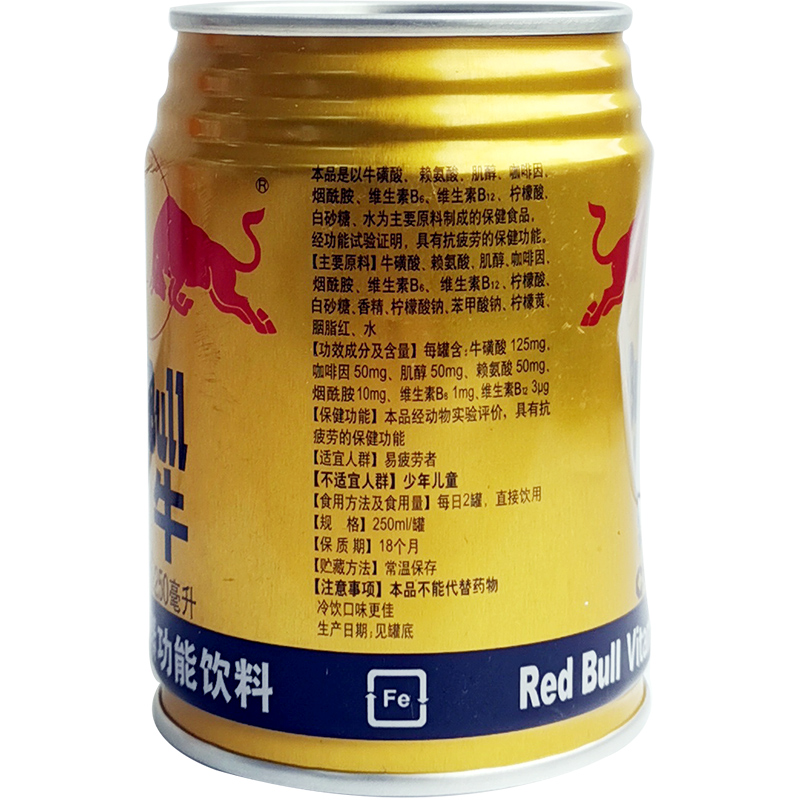 ®
本品是以牛磺酸、赖氨酸、肌醇、咖啡因、
烟酰胺、维生素B₆、维生素B₁₂、柠檬酸、
白砂糖、水为主要原料制成的保健食品,
经功能试验证明,具有抗疲劳的保健功能。
【主要原料】牛磺酸、赖氨酸、肌醇、咖啡因、
烟酰胺、维生素B₆、维生素B₁₂、柠檬酸、
白砂糖、香精、柠檬酸钠、苯甲酸钠、柠檬黄、
胭脂红、水
【功效成分及含量】每罐含:牛磺酸 125mg、
咖啡因 50mg、肌醇 50mg、赖氨酸 50mg、
烟酰胺 10mg、维生素B₆ 1mg、维生素B₁₂ 3μg
【保健功能】本品经动物实验评价,具有抗
疲劳的保健功能
【适宜人群】易疲劳者
【不适宜人群】少年儿童
【食用方法及食用量】每日2罐,直接饮用
【规 格】250ml/罐
【保 质 期】18个月
【贮藏方法】常温保存
【注意事项】本品不能代替药物
冷饮口味更佳
生产日期:见罐底
Bull
牛
250毫升
功能饮料
Fe
Red Bull Vita